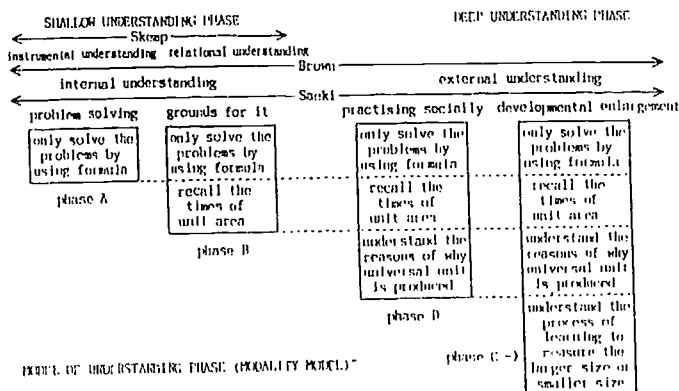 SHALLOW UNDERSTANDING PHASE
DEEP UNDERSTANDING PHASE
Skemp
instrumental understanding relational understanding
Brown
internal understanding
external understanding
Saeki
problem solving
grounds for it
practising socially
developmental enlargement
only solve the
problems by
using formula
phase A
only solve the
problems by
using formula
recall the
times of
unit area
phase B
only solve the
problems by
using formula
recall the
times of
unit area
understand the
reasons of why
universal unit
is produced
phase D
only solve the
problems by
using formula
recall the
times of
unit area
understand the
reasons of why
universal unit
is produced
understand the
process of
learning to
measure the
larger size or
smaller size
phase
MODEL OF UNDERSTANDING PHASE (MODALITY MODEL)